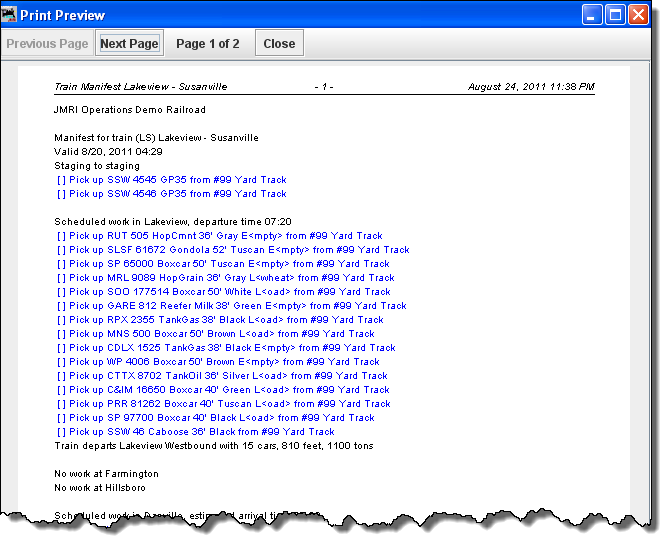 Print Preview
Previous Page Next Page Page 1 of 2 Close
Train Manifest Lakeview - Susanville - 1 - August 24, 2011 11:38 PM
JMRI Operations Demo Railroad
Manifest for train (LS) Lakeview - Susanville
Valid 8/20, 2011 04:29
Staging to staging
[ ] Pick up SSW 4545 GP35 from #99 Yard Track
[ ] Pick up SSW 4546 GP35 from #99 Yard Track
Scheduled work in Lakeview, departure time 07:20
[ ] Pick up RUT 505 HopCmnt 36' Gray E<mpty> from #99 Yard Track
[ ] Pick up SLSF 61672 Gondola 52' Tuscan E<mpty> from #99 Yard Track
[ ] Pick up SP 65000 Boxcar 50' Tuscan E<mpty> from #99 Yard Track
[ ] Pick up MRL 9089 HopGrain 36' Gray L<wheat> from #99 Yard Track
[ ] Pick up SOO 177514 Boxcar 50' White L<oad> from #99 Yard Track
[ ] Pick up GARE 812 Reefer Milk 38' Green E<mpty> from #99 Yard Track
[ ] Pick up RPX 2355 TankGas 38' Black L<oad> from #99 Yard Track
[ ] Pick up MNS 500 Boxcar 50' Brown L<oad> from #99 Yard Track
[ ] Pick up CDLX 1525 TankGas 38' Black E<mpty> from #99 Yard Track
[ ] Pick up WP 4006 Boxcar 50' Brown E<mpty> from #99 Yard Track
[ ] Pick up CTTX 8702 TankOil 36' Silver L<oad> from #99 Yard Track
[ ] Pick up C&IM 16650 Boxcar 40' Green L<oad> from #99 Yard Track
[ ] Pick up PRR 81262 Boxcar 40' Tuscan L<oad> from #99 Yard Track
[ ] Pick up SP 97700 Boxcar 40' Black L<oad> from #99 Yard Track
[ ] Pick up SSW 46 Caboose 36' Black from #99 Yard Track
Train departs Lakeview Westbound with 15 cars, 810 feet, 1100 tons
No work at Farmington
No work at Hillsboro
Scheduled work in arrival